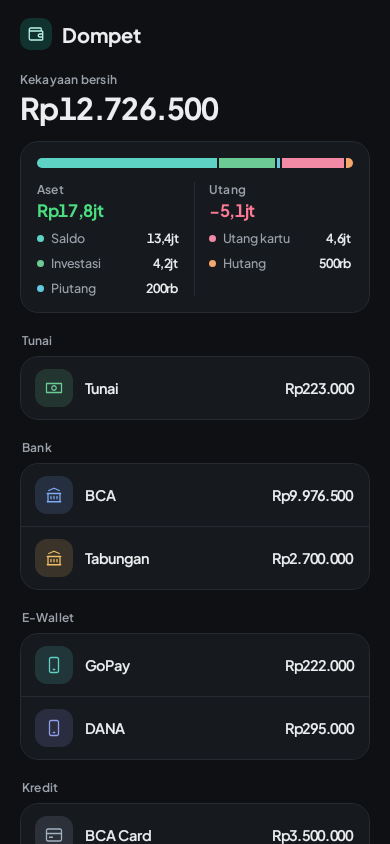 Dompet
Kekayaan bersih
Rp12.726.500
Aset
Rp17,8jt
Saldo 13,4jt
Investasi 4,2jt
Piutang 200rb
Utang
-5,1jt
Utang kartu 4,6jt
Hutang 500rb
Tunai
Tunai Rp223.000
Bank
BCA Rp9.976.500
Tabungan Rp2.700.000
E-Wallet
GoPay Rp222.000
DANA Rp295.000
Kredit
BCA Card Rp3.500.000